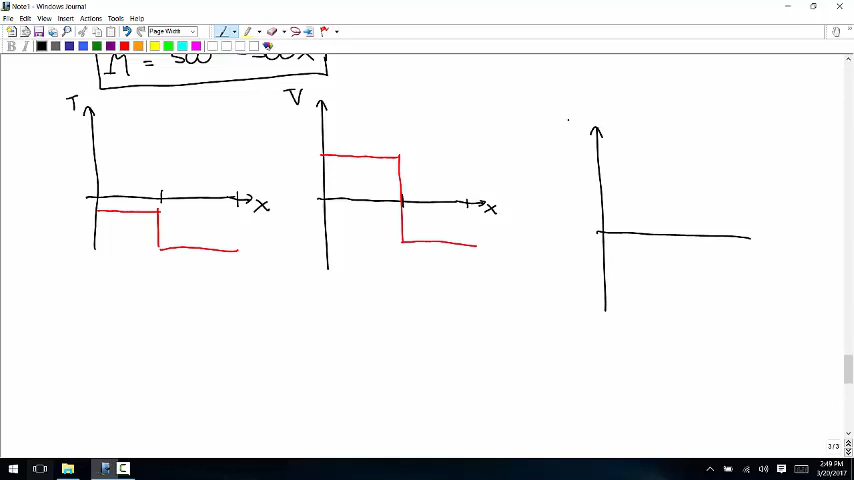 Note1 - Windows Journal
File Edit View Insert Actions Tools Help
Page Width
B I
M =
T
V
x
x
3/3
2:49 PM
3/20/2017